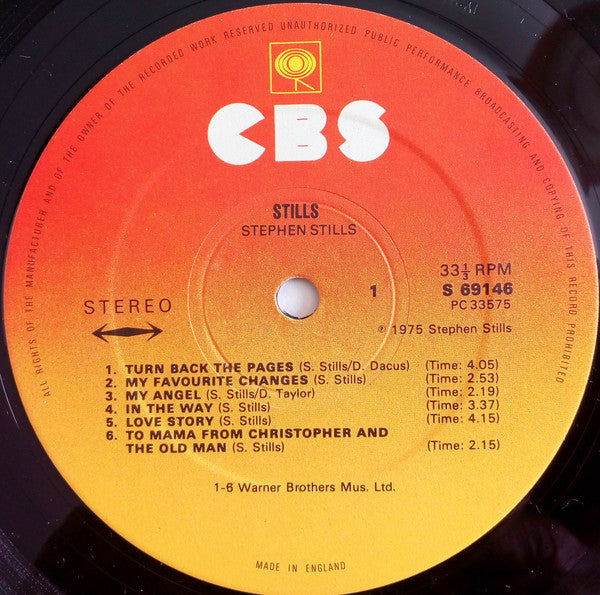 ALL RIGHTS OF THE MANUFACTURER AND OF THE OWNER OF THE RECORDED WORK RESERVED UNAUTHORIZED PUBLIC PERFORMANCE BROADCASTING AND COPYING OF THIS RECORD PROHIBITED
CBS
STILLS
STEPHEN STILLS
STEREO
1
33⅓ RPM
S 69146
PC 33575
℗ 1975 Stephen Stills
1. TURN BACK THE PAGES (S. Stills/D. Dacus) (Time: 4.05)
2. MY FAVOURITE CHANGES (S. Stills) (Time: 2.53)
3. MY ANGEL (S. Stills/D. Taylor) (Time: 2.19)
4. IN THE WAY (S. Stills) (Time: 3.37)
5. LOVE STORY (S. Stills) (Time: 4.15)
6. TO MAMA FROM CHRISTOPHER AND
THE OLD MAN (S. Stills) (Time: 2.15)
1-6 Warner Brothers Mus. Ltd.
MADE IN ENGLAND